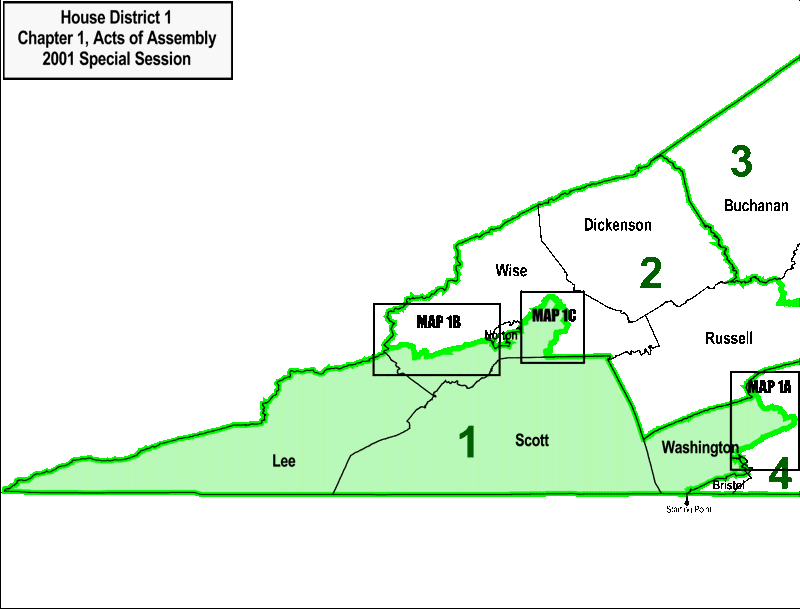 House District 1
Chapter 1, Acts of Assembly
2001 Special Session
3
Buchanan
Dickenson
2
Wise
MAP 1B
MAP 1C
Norton
Russell
MAP 1A
1
Scott
Washington
Lee
4
Bristol
Starting Point